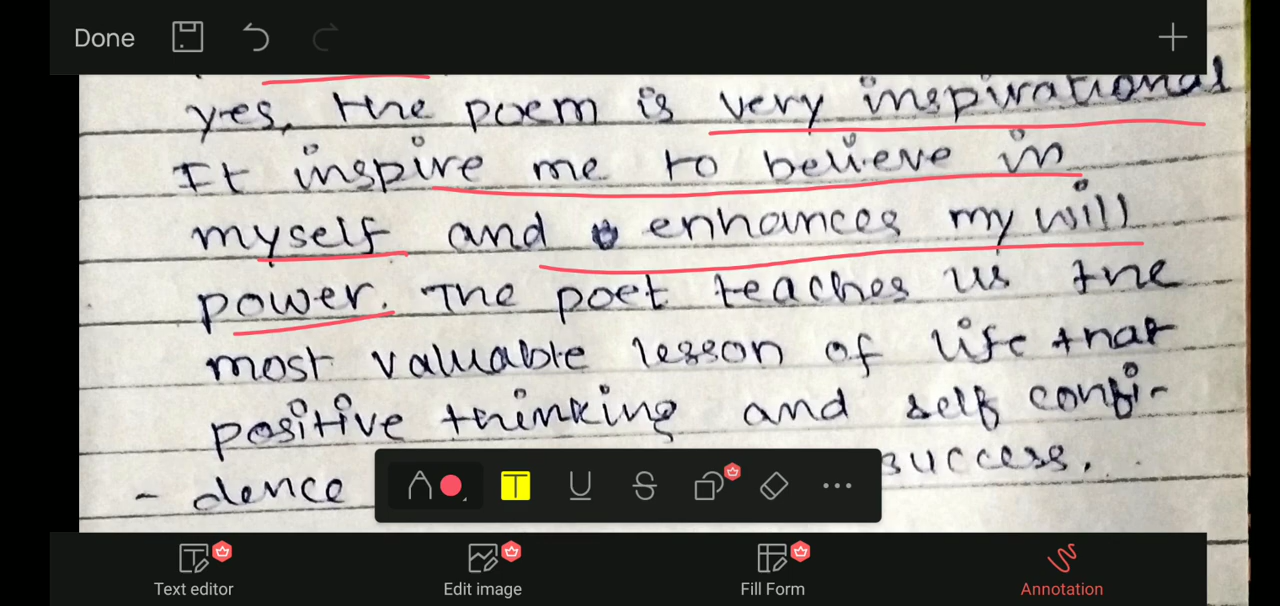 Done
yes, the poem is very inspirational
It inspire me to believe in
myself and enhances my will
power. The poet teaches us the
most valuable lesson of life that
positive thinking and self confi-
- dence success.
Text editor Edit image Fill Form Annotation